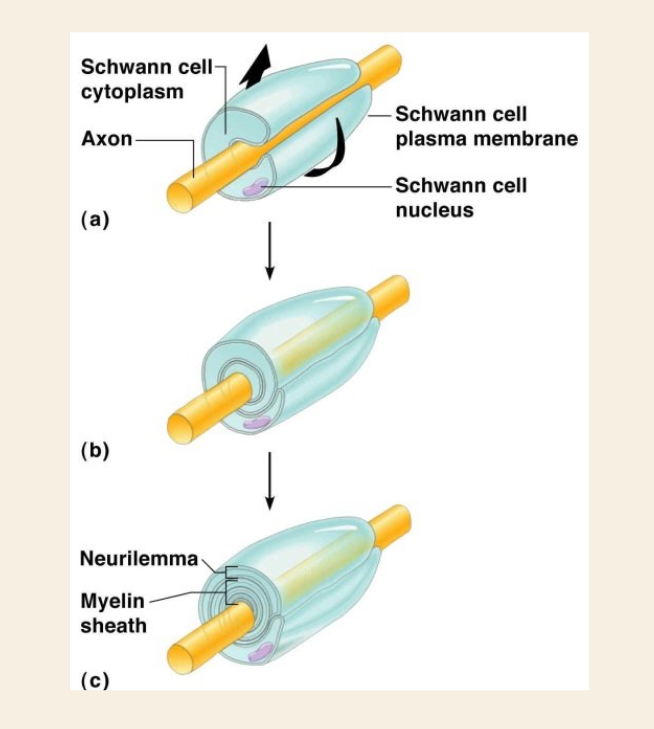 Schwann cell
cytoplasm
Axon
Schwann cell
plasma membrane
Schwann cell
nucleus
(a)
(b)
Neurilemma
Myelin
sheath
(c)